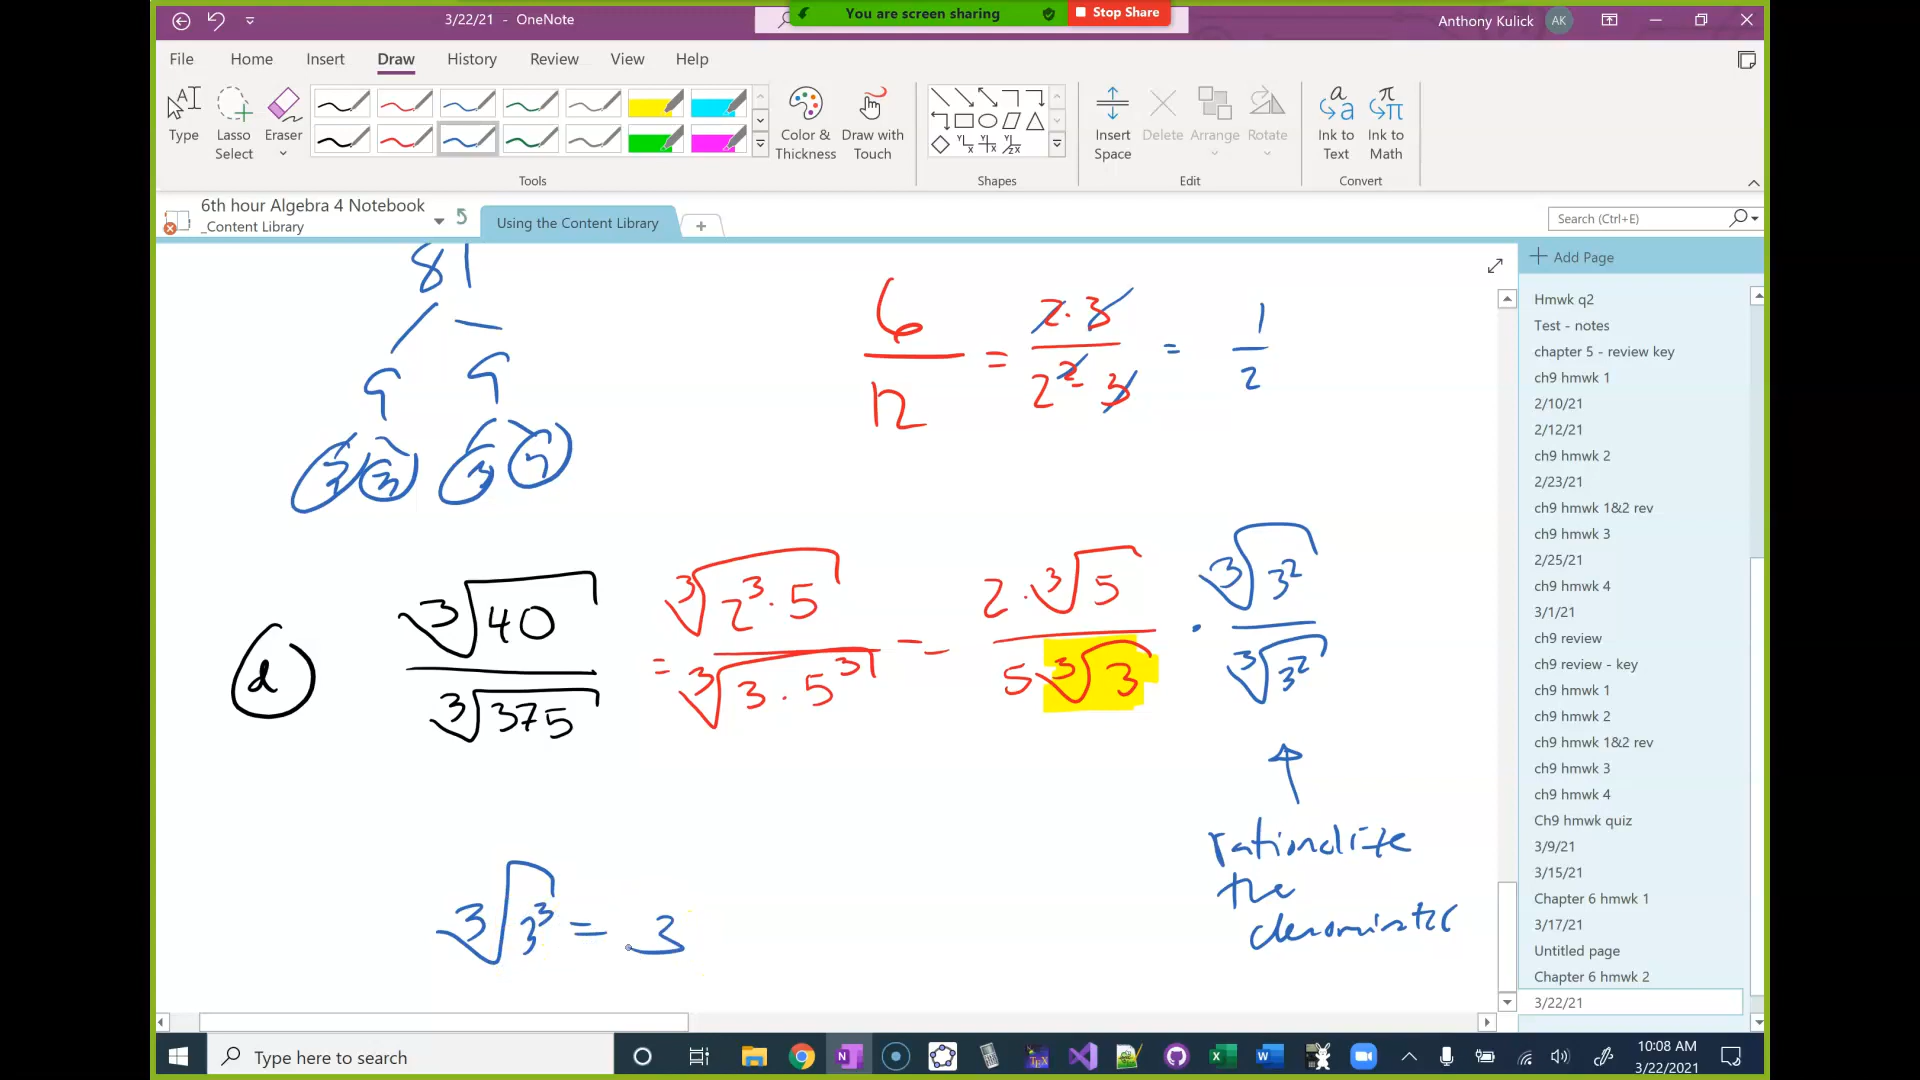 3/22/21 - OneNote
You are screen sharing
Stop Share
Anthony Kulick
AK
File Home Insert Draw History Review View Help
Type
Lasso Select
Eraser
Color & Thickness
Draw with Touch
Insert Space
Delete
Arrange
Rotate
Ink to Text
Ink to Math
Tools
Shapes
Edit
Convert
6th hour Algebra 4 Notebook
_Content Library
Using the Content Library
Search (Ctrl+E)
Add Page
Hmwk q2
Test - notes
chapter 5 - review key
ch9 hmwk 1
2/10/21
2/12/21
ch9 hmwk 2
2/23/21
ch9 hmwk 1&2 rev
ch9 hmwk 3
2/25/21
ch9 hmwk 4
3/1/21
ch9 review
ch9 review - key
ch9 hmwk 1
ch9 hmwk 2
ch9 hmwk 1&2 rev
ch9 hmwk 3
ch9 hmwk 4
Ch9 hmwk quiz
3/9/21
3/15/21
Chapter 6 hmwk 1
3/17/21
Untitled page
Chapter 6 hmwk 2
3/22/21
81
9 9
3 3
6/12 = 2·3/2²·3 = 1/2
d ∛40/∛375 = ∛2³·5/∛3·5³ = 2·∛5/5∛3 · ∛3²/∛3²
rationalize
the
denominator
∛3³ = 3
Type here to search
10:08 AM
3/22/2021